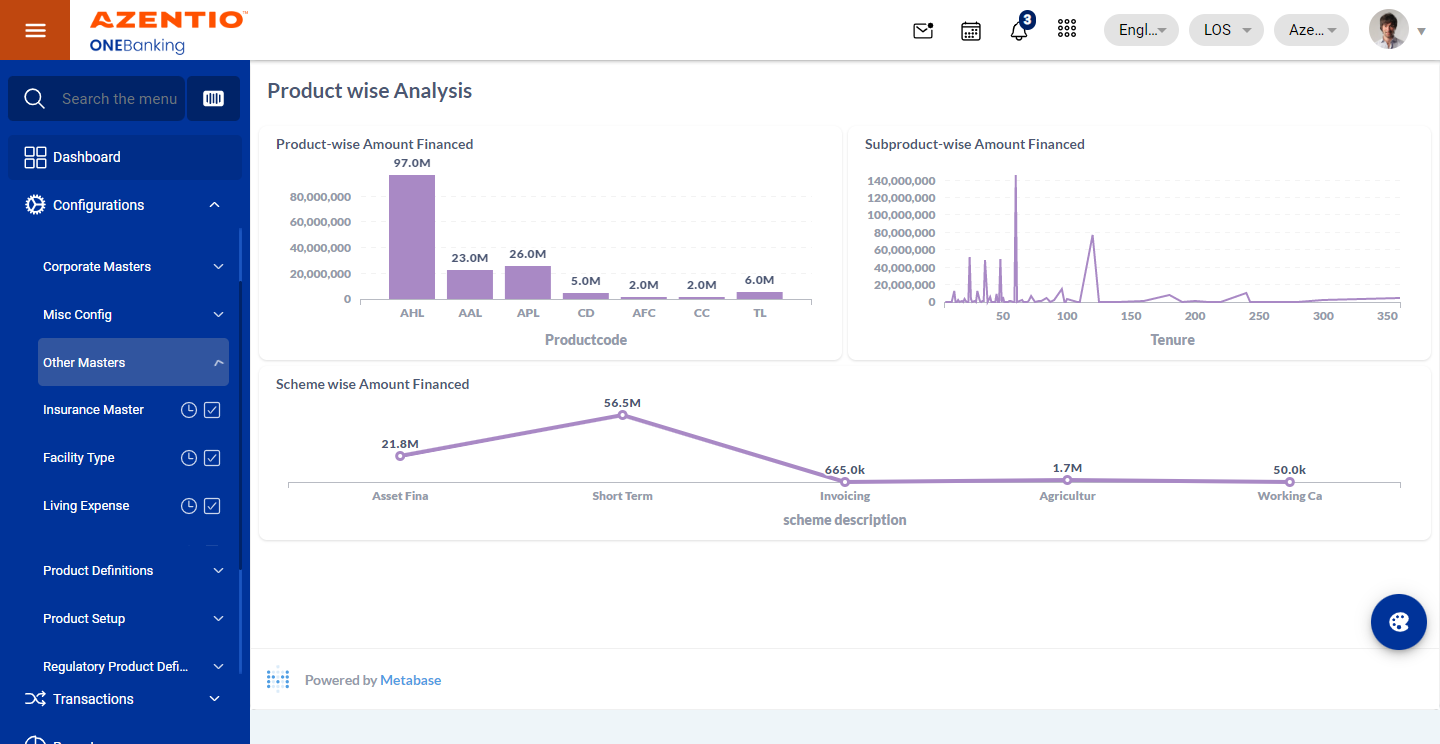 AZENTIO™
ONEBanking
3
Engl...
LOS
Aze...
Search the menu
Dashboard
Configurations
Corporate Masters
Misc Config
Other Masters
Insurance Master
Facility Type
Living Expense
Product Definitions
Product Setup
Regulatory Product Defi...
Transactions
Product wise Analysis
Product-wise Amount Financed
97.0M
80,000,000
60,000,000
40,000,000
20,000,000
0
23.0M
26.0M
5.0M
2.0M
2.0M
6.0M
AHL
AAL
APL
CD
AFC
CC
TL
Productcode
Subproduct-wise Amount Financed
140,000,000
120,000,000
100,000,000
80,000,000
60,000,000
40,000,000
20,000,000
0
50
100
150
200
250
300
350
Tenure
Scheme wise Amount Financed
21.8M
56.5M
665.0k
1.7M
50.0k
Asset Fina
Short Term
Invoicing
Agricultur
Working Ca
scheme description
Powered by Metabase